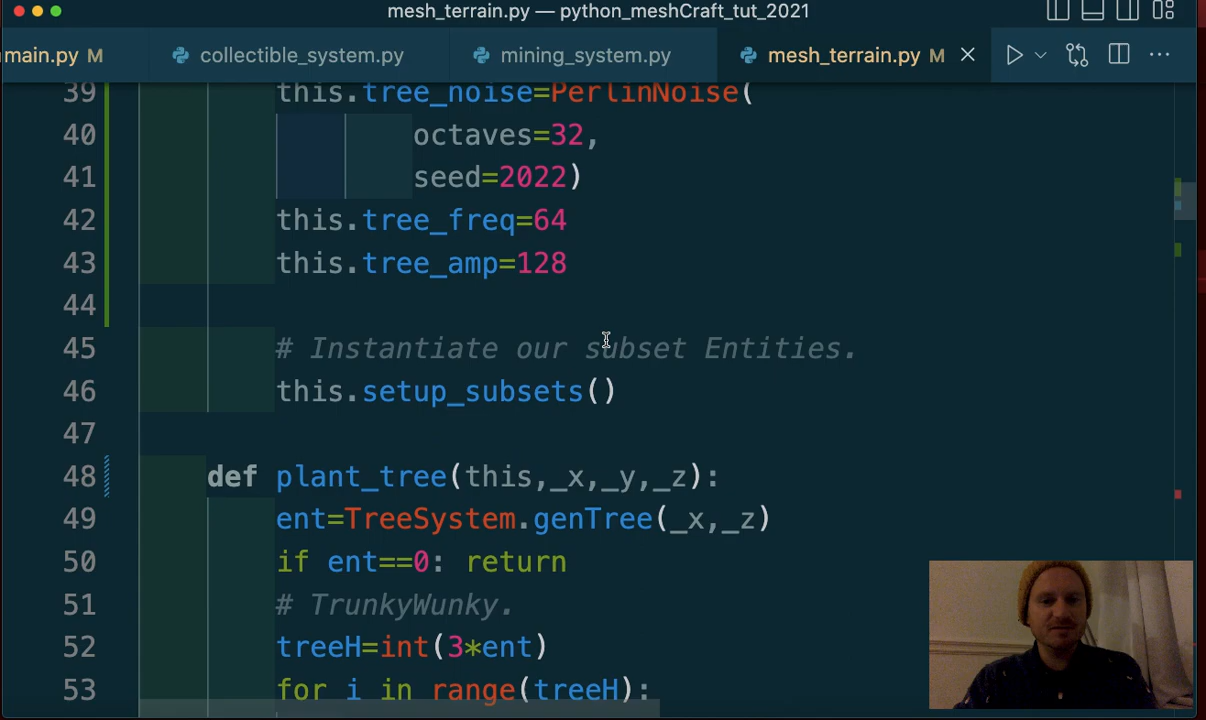 mesh_terrain.py — python_meshCraft_tut_2021
main.py M collectible_system.py mining_system.py mesh_terrain.py M
39 this.tree_noise=PerlinNoise(
40 octaves=32,
41 seed=2022)
42 this.tree_freq=64
43 this.tree_amp=128
44
45 # Instantiate our subset Entities.
46 this.setup_subsets()
47
48 def plant_tree(this,_x,_y,_z):
49 ent=TreeSystem.genTree(_x,_z)
50 if ent==0: return
51 # TrunkyWunky.
52 treeH=int(3*ent)
53 for i in range(treeH):